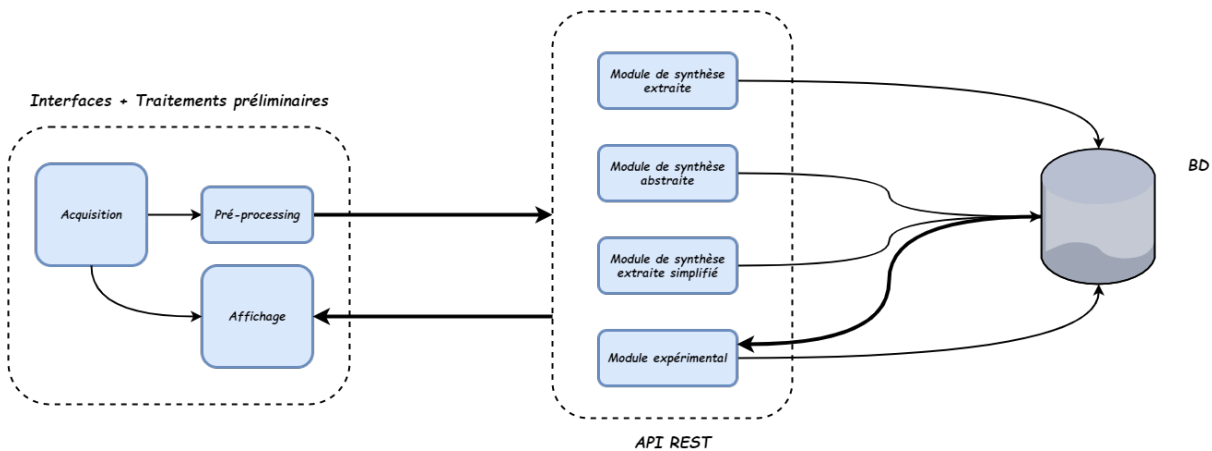 Interfaces + Traitements préliminaires
Acquisition
Pré-processing
Affichage
Module de synthèse
extraite
Module de synthèse
abstraite
Module de synthèse
extraite simplifié
Module expérimental
API REST
BD